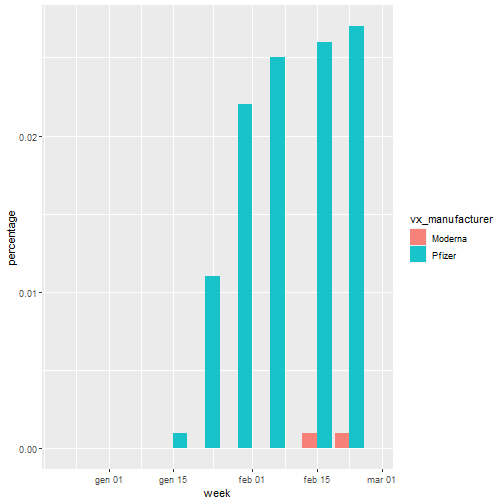 0.02
0.01
0.00
percentage
gen 01 gen 15 feb 01 feb 15 mar 01
week
vx_manufacturer
Moderna
Pfizer